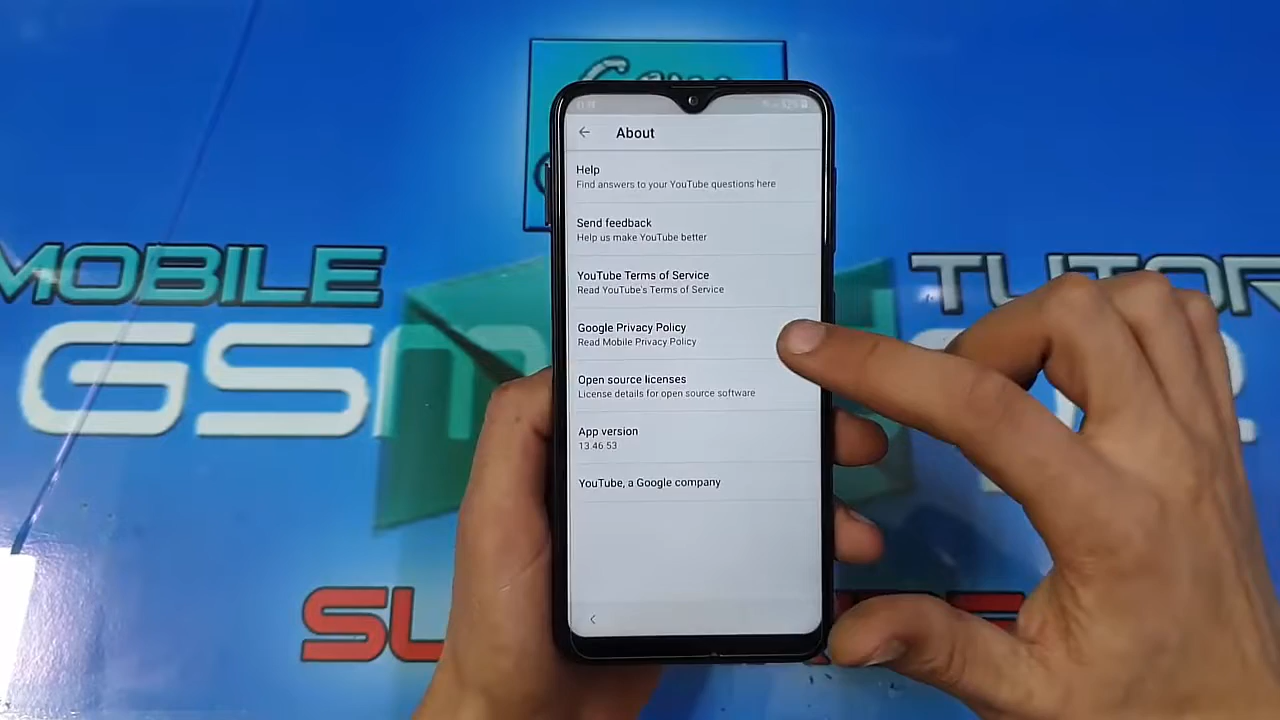 About
Help
Find answers to your YouTube questions here
Send feedback
Help us make YouTube better
YouTube Terms of Service
Read YouTube's Terms of Service
Google Privacy Policy
Read Mobile Privacy Policy
Open source licenses
License details for open source software
App version
13.46.53
YouTube, a Google company
MOBILE
GSM